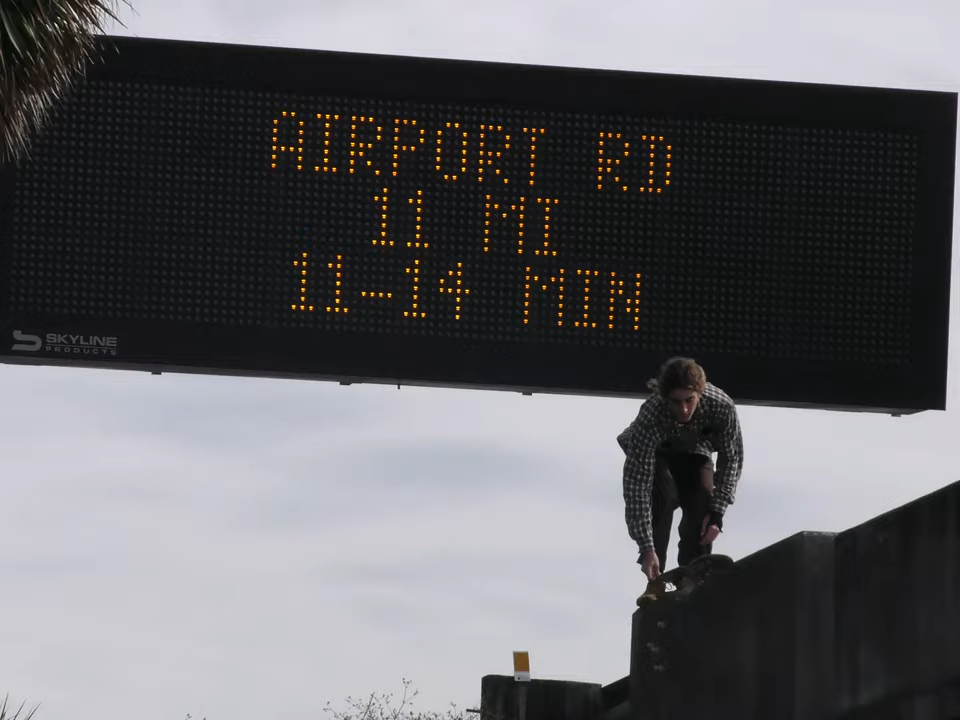 AIRPORT RD
11 MI
11-14 MIN
SKYLINE
PRODUCTS